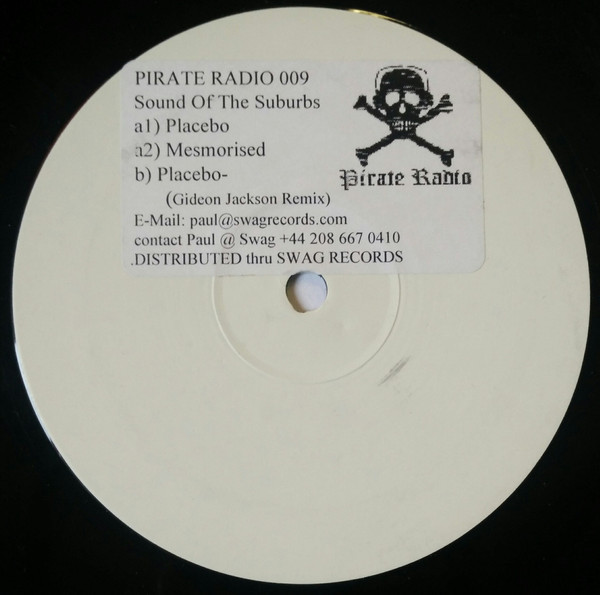 PIRATE RADIO 009
Sound Of The Suburbs
a1) Placebo
a2) Mesmorised
b) Placebo-
(Gideon Jackson Remix)
E-Mail: paul@swagrecords.com
contact Paul @ Swag +44 208 667 0410
.DISTRIBUTED thru SWAG RECORDS
Pirate Radio